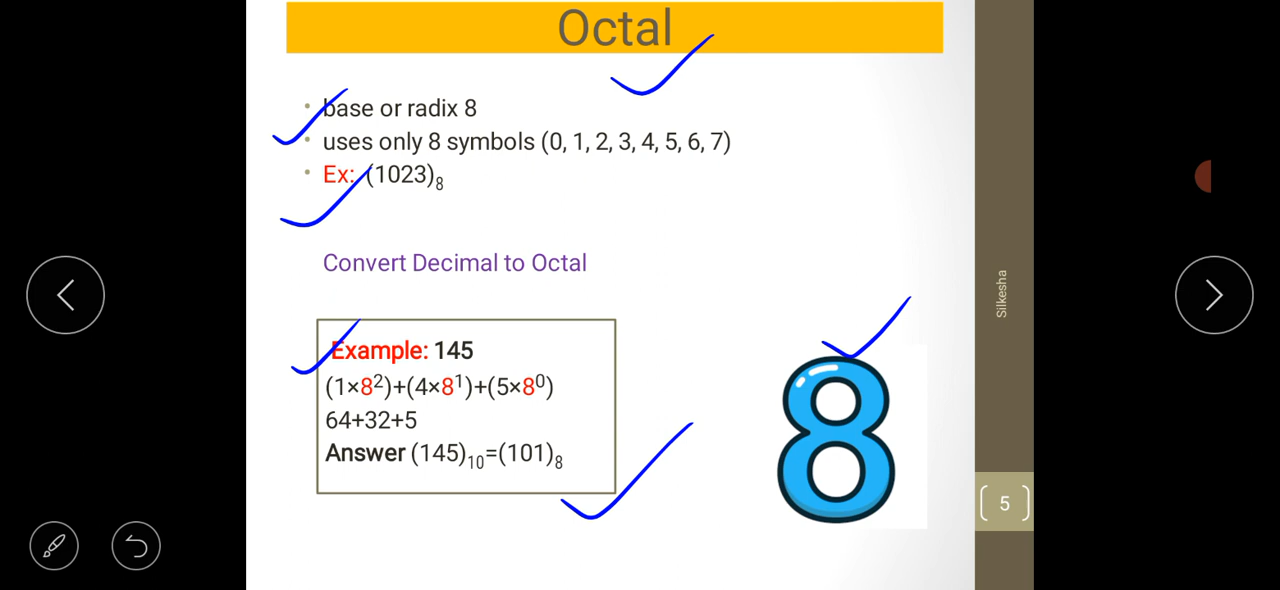 Octal
• base or radix 8
• uses only 8 symbols (0, 1, 2, 3, 4, 5, 6, 7)
• Ex: (1023)₈
Convert Decimal to Octal
Example: 145
(1×8²)+(4×8¹)+(5×8⁰)
64+32+5
Answer (145)₁₀=(101)₈
8
Silkesha
5